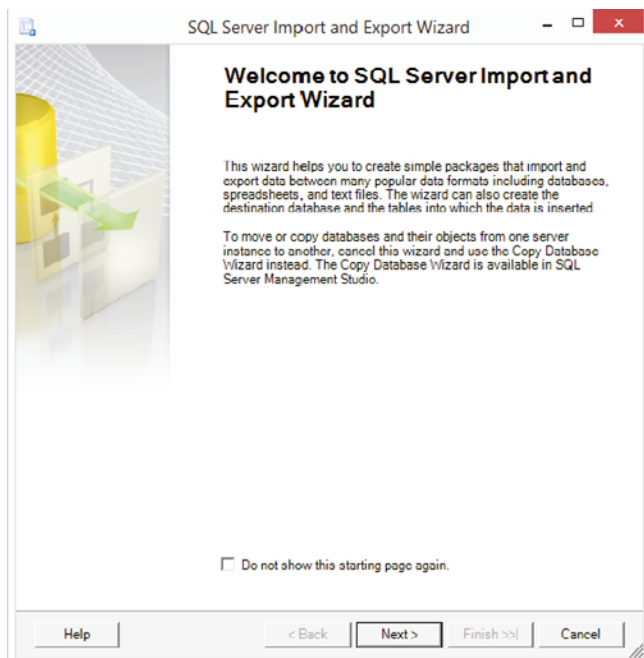 SQL Server Import and Export Wizard
Welcome to SQL Server Import and
Export Wizard
This wizard helps you to create simple packages that import and
export data between many popular data formats including databases,
spreadsheets, and text files. The wizard can also create the
destination database and the tables into which the data is inserted.
To move or copy databases and their objects from one server
instance to another, cancel this wizard and use the Copy Database
Wizard instead. The Copy Database Wizard is available in SQL
Server Management Studio.
Do not show this starting page again.
Help < Back Next > Finish >>| Cancel